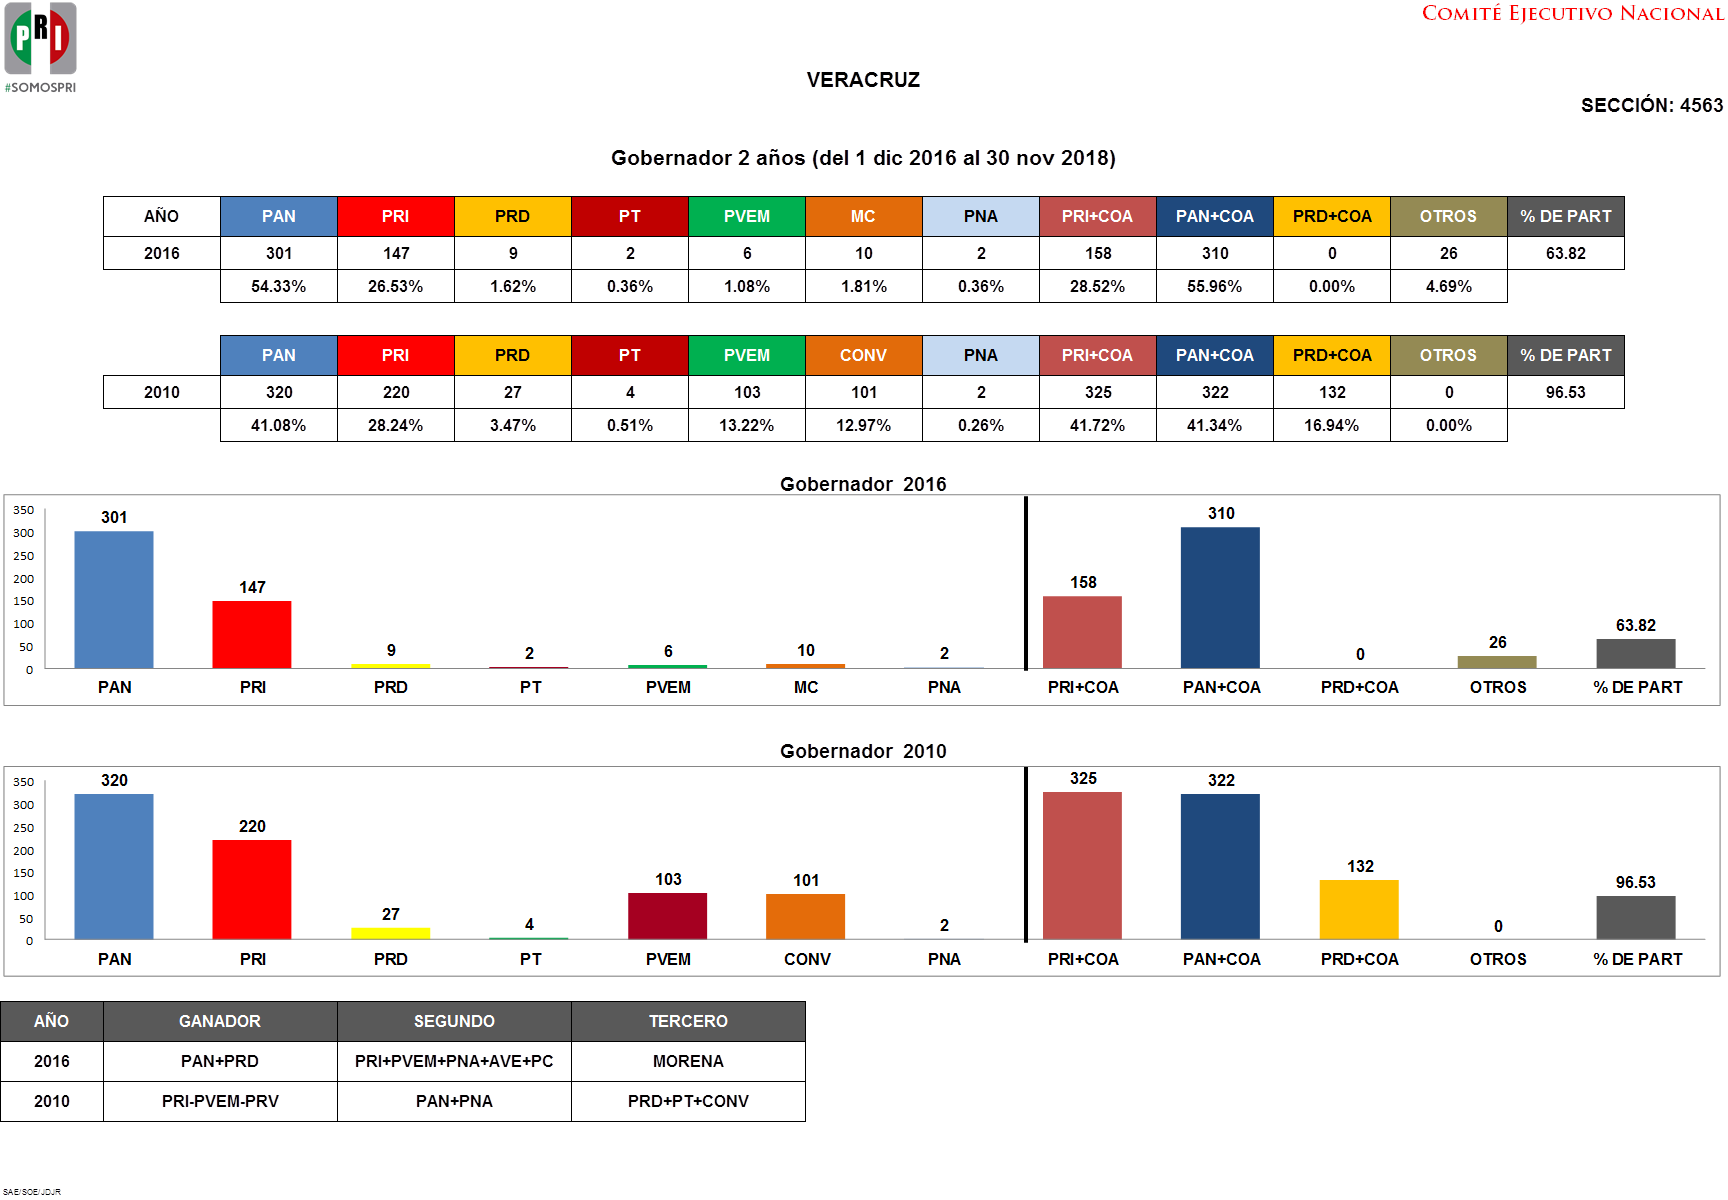 PRI
#SOMOSPRI
COMITÉ EJECUTIVO NACIONAL
VERACRUZ
SECCIÓN: 4563
Gobernador 2 años (del 1 dic 2016 al 30 nov 2018)
AÑO PAN PRI PRD PT PVEM MC PNA PRI+COA PAN+COA PRD+COA OTROS % DE PART
2016 301 147 9 2 6 10 2 158 310 0 26 63.82
54.33% 26.53% 1.62% 0.36% 1.08% 1.81% 0.36% 28.52% 55.96% 0.00% 4.69%
PAN PRI PRD PT PVEM CONV PNA PRI+COA PAN+COA PRD+COA OTROS % DE PART
2010 320 220 27 4 103 101 2 325 322 132 0 96.53
41.08% 28.24% 3.47% 0.51% 13.22% 12.97% 0.26% 41.72% 41.34% 16.94% 0.00%
Gobernador 2016
350
300
250
200
150
100
50
0
301 147 9 2 6 10 2 158 310 0 26 63.82
PAN PRI PRD PT PVEM MC PNA PRI+COA PAN+COA PRD+COA OTROS % DE PART
Gobernador 2010
350
300
250
200
150
100
50
0
320 220 27 4 103 101 2 325 322 132 0 96.53
PAN PRI PRD PT PVEM CONV PNA PRI+COA PAN+COA PRD+COA OTROS % DE PART
AÑO GANADOR SEGUNDO TERCERO
2016 PAN+PRD PRI+PVEM+PNA+AVE+PC MORENA
2010 PRI-PVEM-PRV PAN+PNA PRD+PT+CONV
SAE/SOE/JDJR